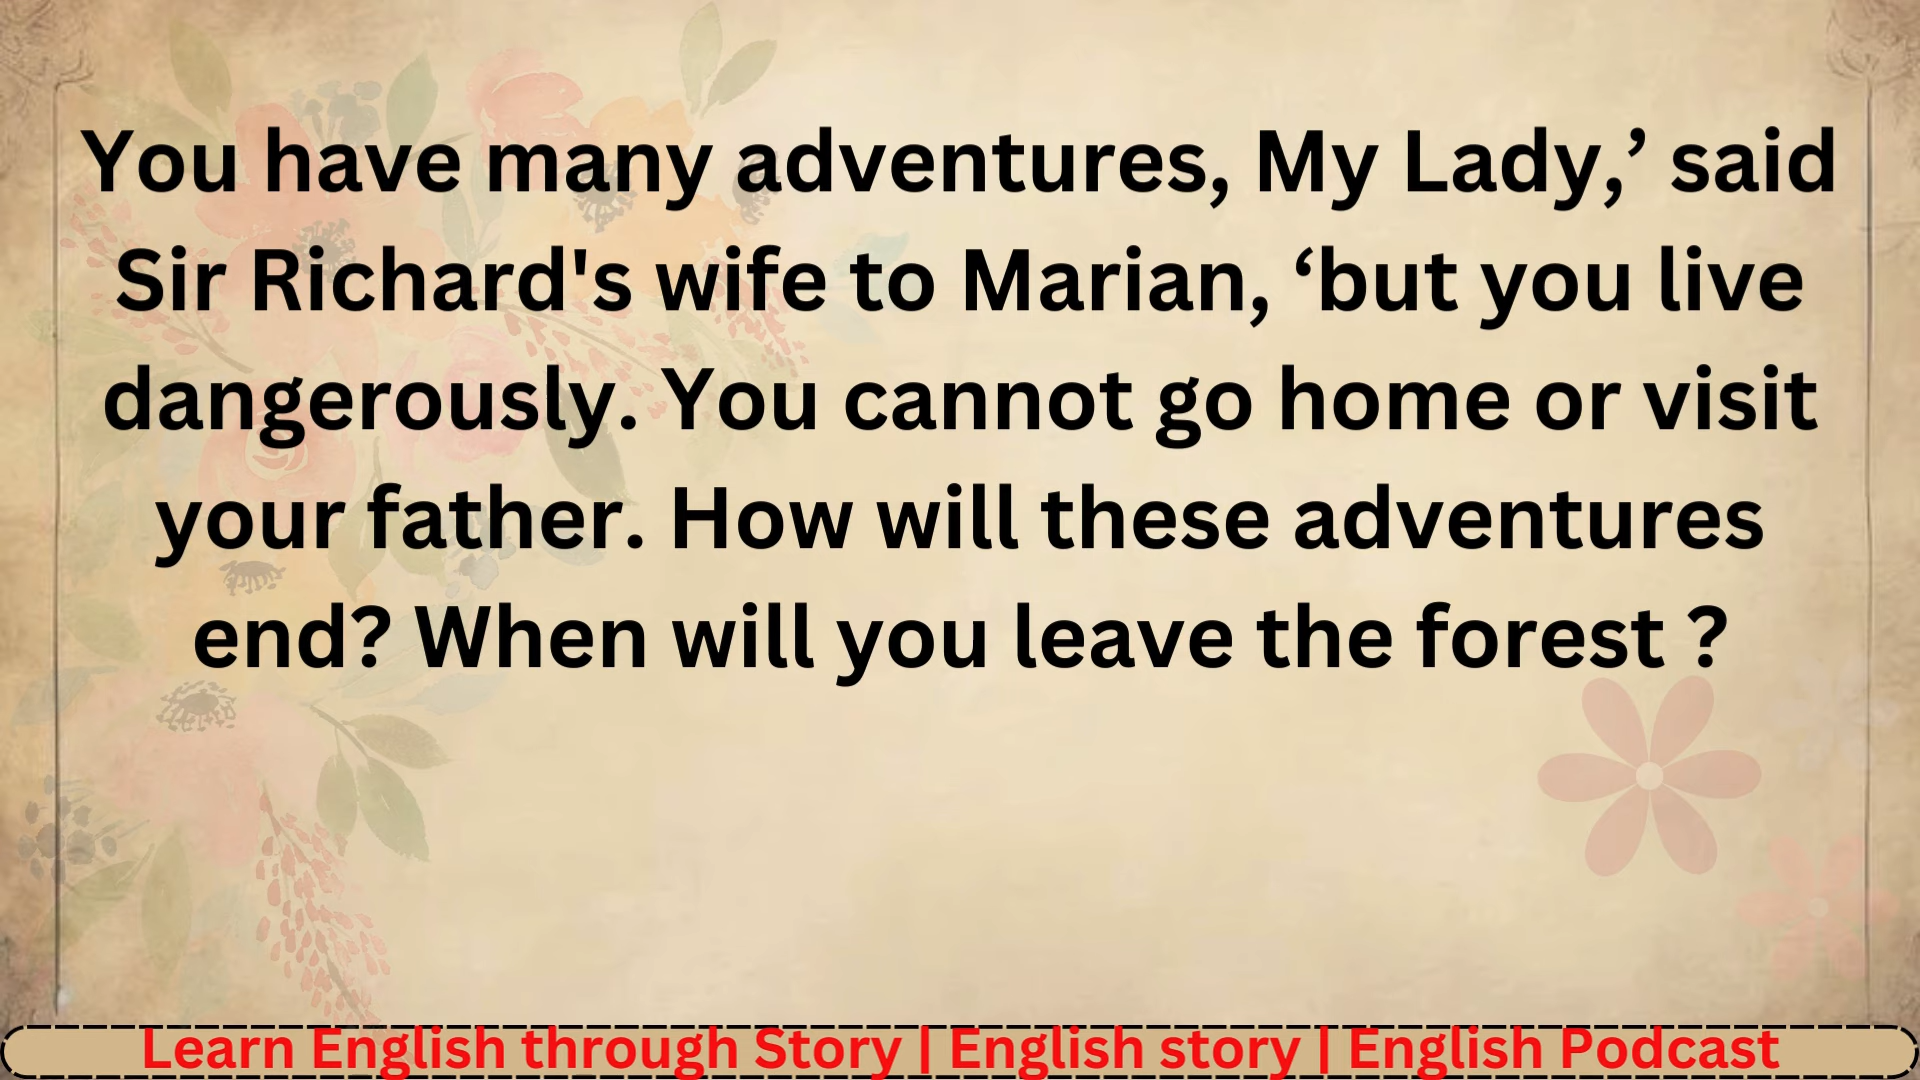 You have many adventures, My Lady,’ said
Sir Richard's wife to Marian, ‘but you live
dangerously. You cannot go home or visit
your father. How will these adventures
end? When will you leave the forest ?
Learn English through Story | English story | English Podcast